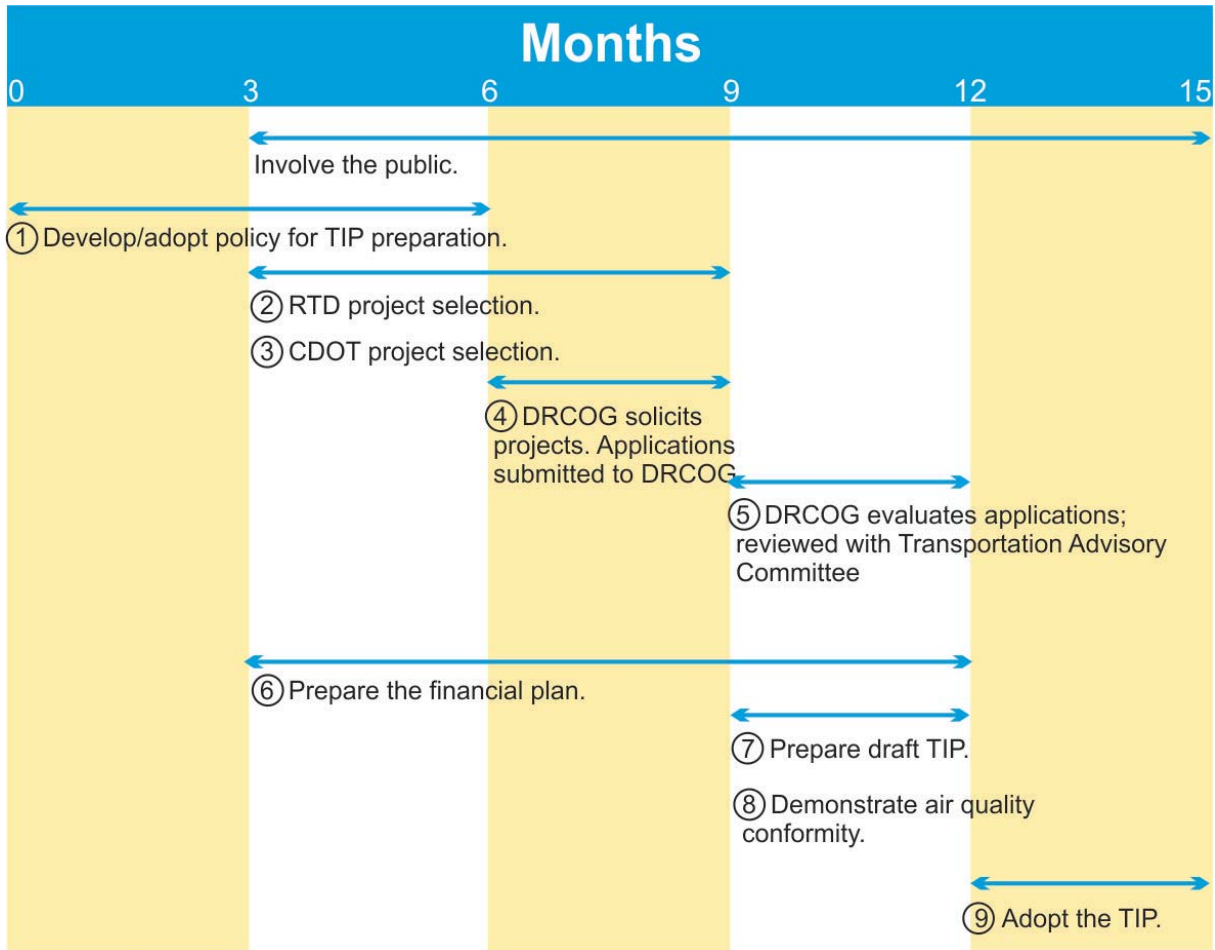 Months
0 3 6 9 12 15
Involve the public.
① Develop/adopt policy for TIP preparation.
② RTD project selection.
③ CDOT project selection.
④ DRCOG solicits
projects. Applications
submitted to DRCOG
⑤ DRCOG evaluates applications;
reviewed with Transportation Advisory
Committee
⑥ Prepare the financial plan.
⑦ Prepare draft TIP.
⑧ Demonstrate air quality
conformity.
⑨ Adopt the TIP.